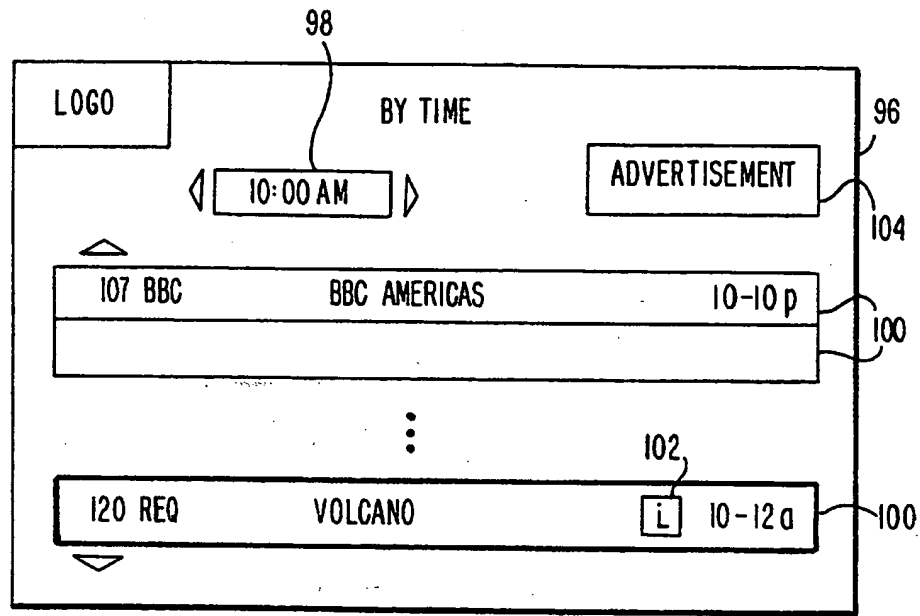 98
LOGO
BY TIME
96
10:00 AM
ADVERTISEMENT
104
107 BBC BBC AMERICAS 10-10 p
100
102
120 REQ VOLCANO i 10-12 a
100